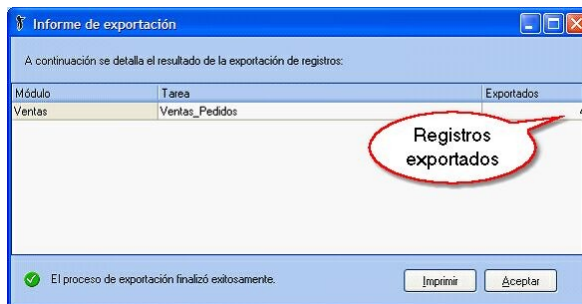 Informe de exportación
A continuación se detalla el resultado de la exportación de registros:
Módulo Tarea Exportados
Ventas Ventas_Pedidos
Registros
exportados
El proceso de exportación finalizó exitosamente. Imprimir Aceptar